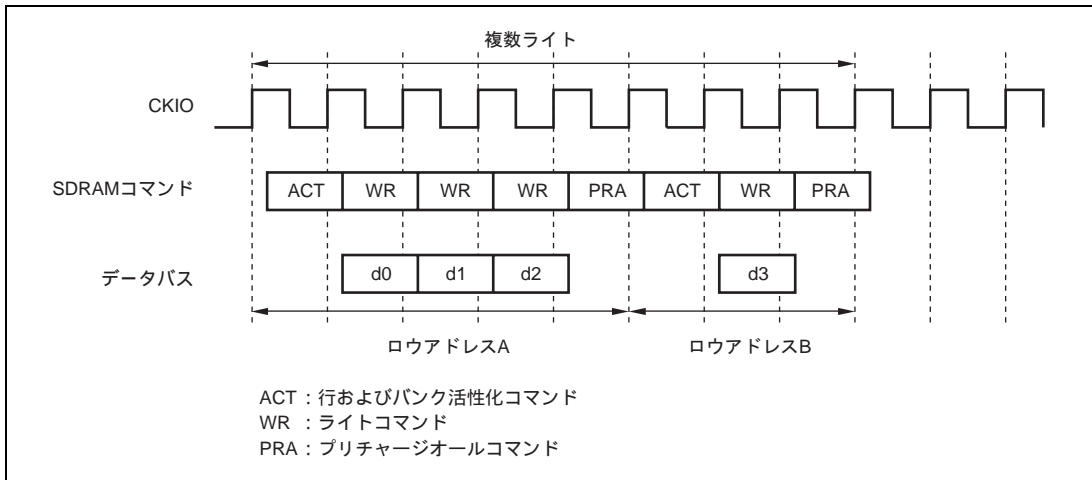 複数ライト
CKIO
SDRAMコマンド
ACT WR WR WR PRA ACT WR PRA
データバス
d0 d1 d2 d3
ロウアドレスA ロウアドレスB
ACT：行およびバンク活性化コマンド
WR ：ライトコマンド
PRA：プリチャージオールコマンド